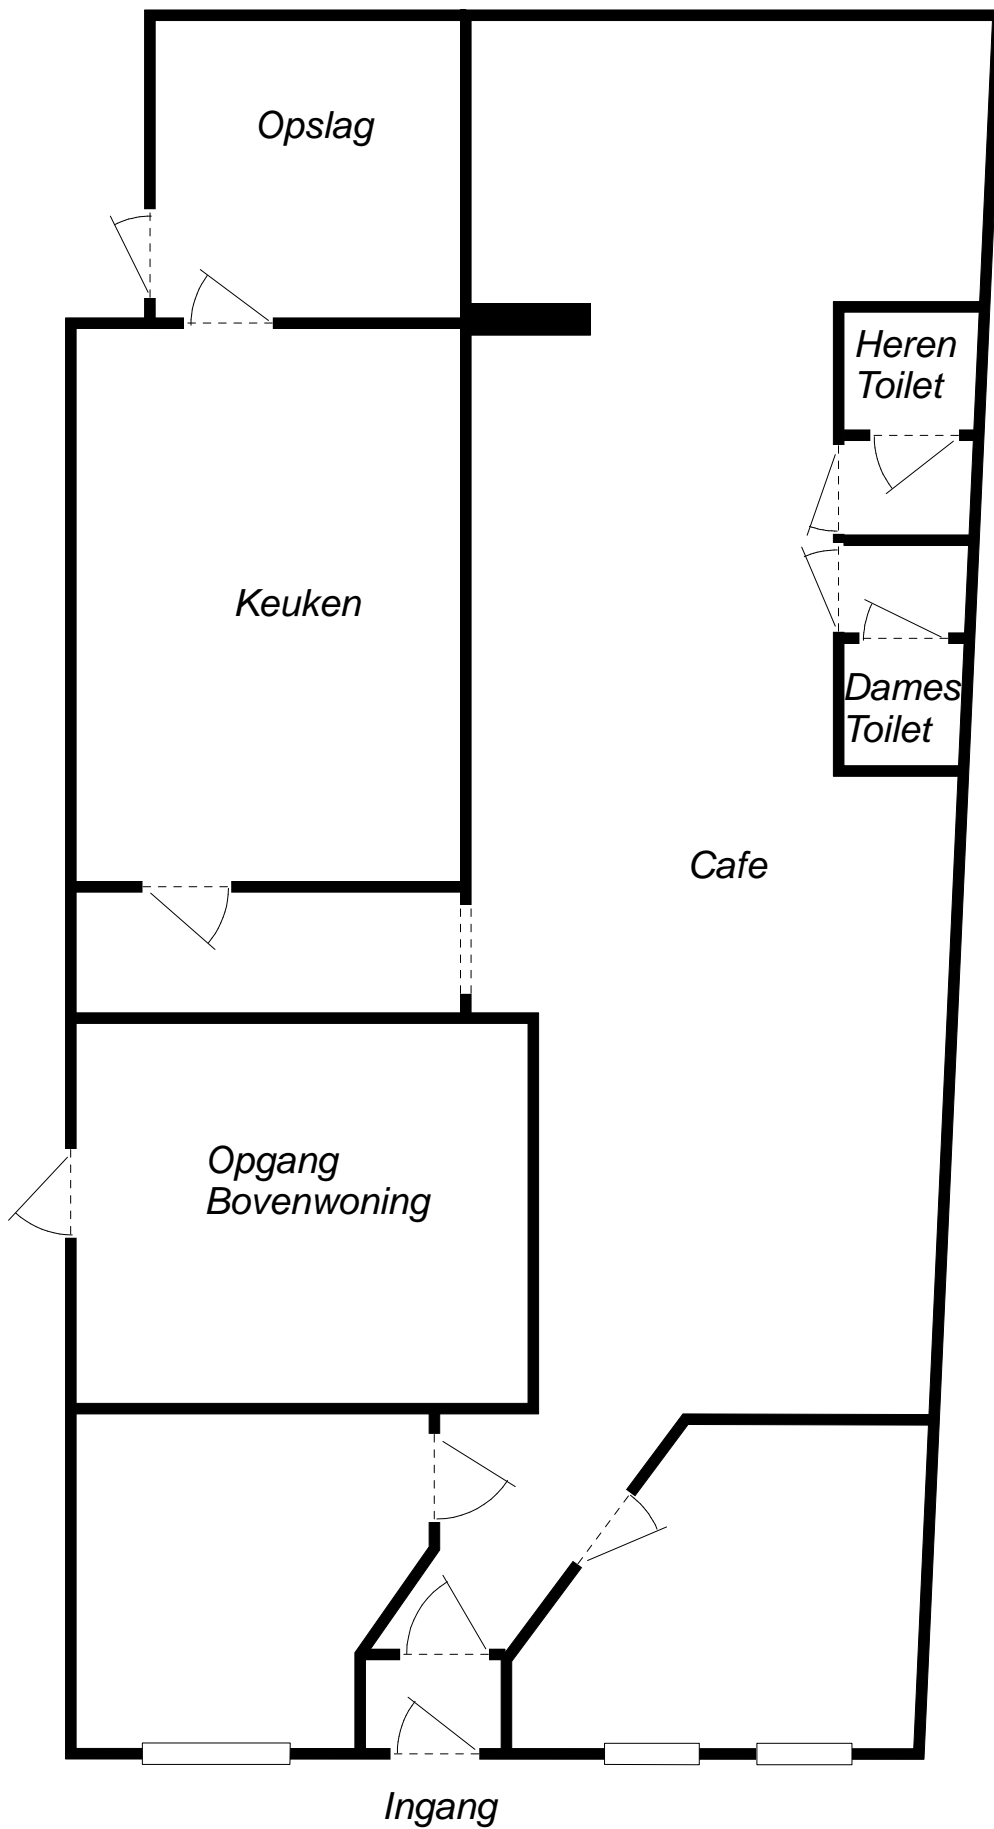 Opslag
Heren
Toilet
Keuken
Dames
Toilet
Cafe
Opgang
Bovenwoning
Ingang